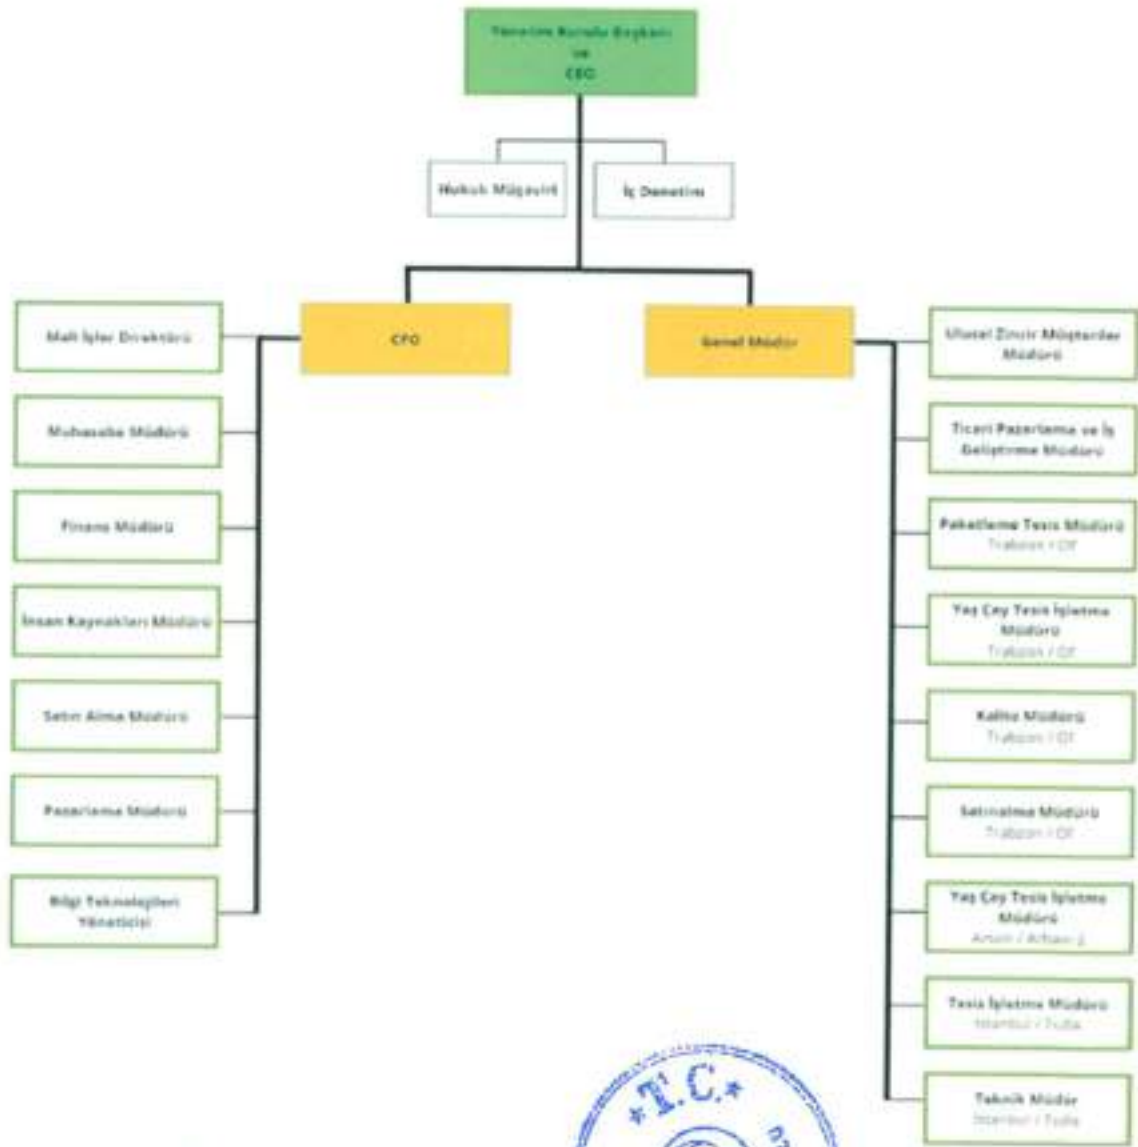 Yönetim Kurulu Başkanı
ve
CEO
Hukuk Müşaviri
İç Denetim
CFO
Genel Müdür
Mali İşler Direktörü
Muhasebe Müdürü
Finans Müdürü
İnsan Kaynakları Müdürü
Satın Alma Müdürü
Pazarlama Müdürü
Bilgi Teknolojileri
Yöneticisi
Ulusal Zincir Müşteriler
Müdürü
Ticari Pazarlama ve İş
Geliştirme Müdürü
Paketleme Tesis Müdürü
Trabzon / Of
Yaş Çay Tesis İşletme
Müdürü
Trabzon / Of
Kalite Müdürü
Trabzon / Of
Satınalma Müdürü
Trabzon / Of
Yaş Çay Tesis İşletme
Müdürü
Artvin / Arhavi
Tesis İşletme Müdürü
İstanbul / Tuzla
Teknik Müdür
İstanbul / Tuzla
T.C.